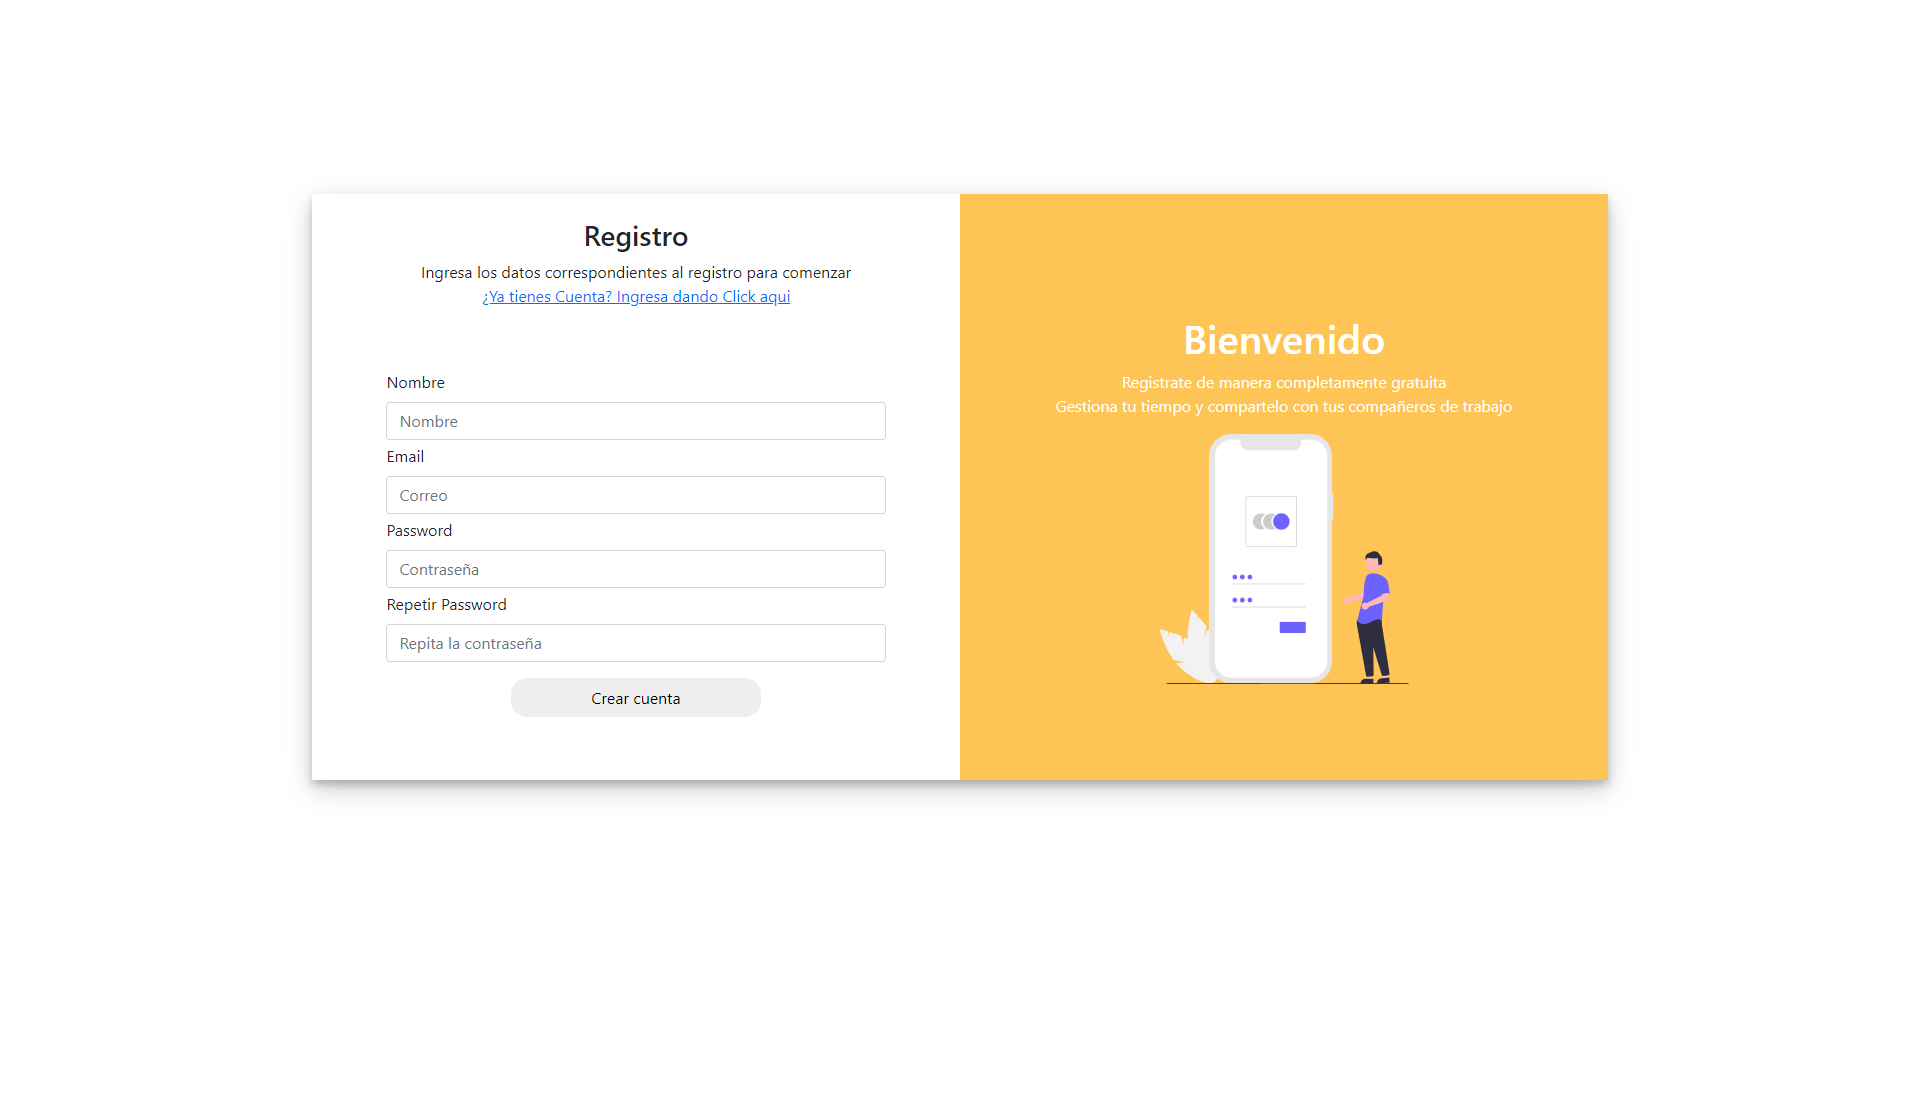 Registro
Ingresa los datos correspondientes al registro para comenzar
¿Ya tienes Cuenta? Ingresa dando Click aqui
Nombre
Nombre
Email
Correo
Password
Contraseña
Repetir Password
Repita la contraseña
Crear cuenta
Bienvenido
Registrate de manera completamente gratuita
Gestiona tu tiempo y compartelo con tus compañeros de trabajo